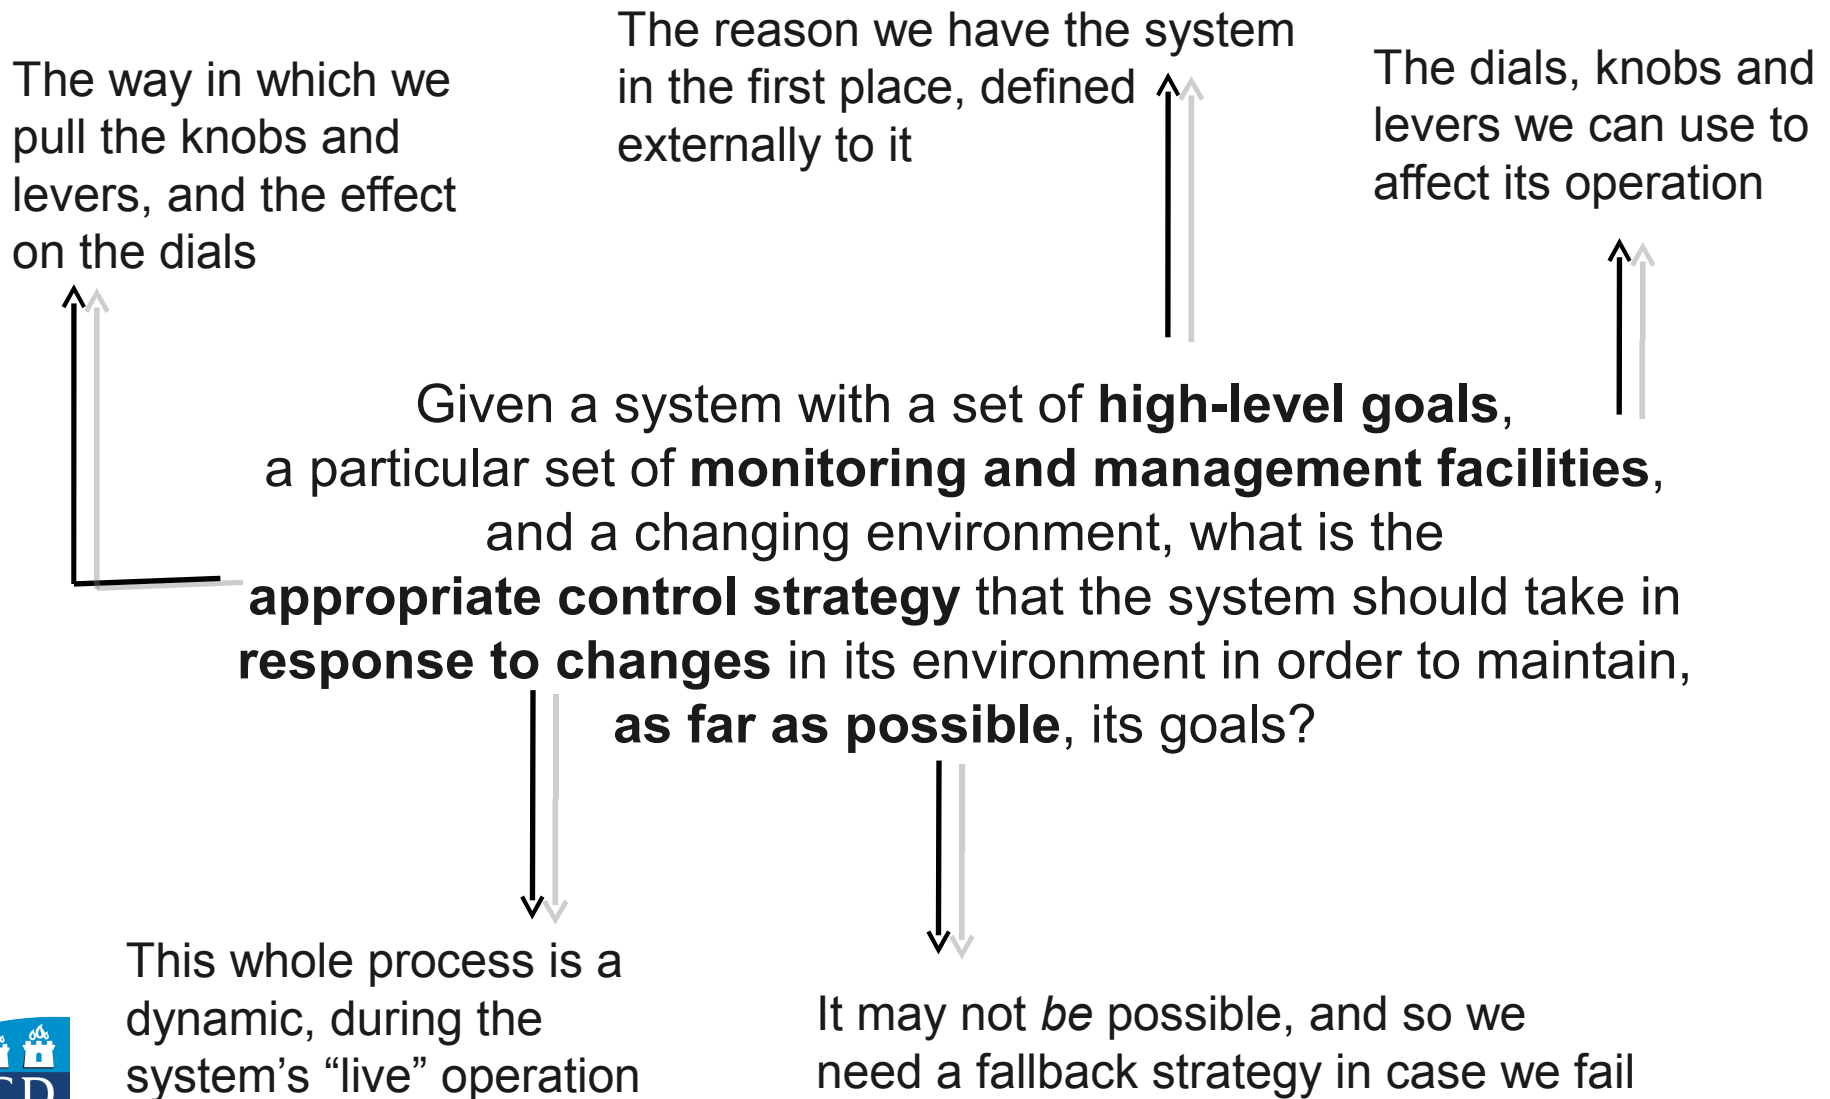 The way in which we
pull the knobs and
levers, and the effect
on the dials
The reason we have the system
in the first place, defined
externally to it
The dials, knobs and
levers we can use to
affect its operation
Given a system with a set of high-level goals,
a particular set of monitoring and management facilities,
and a changing environment, what is the
appropriate control strategy that the system should take in
response to changes in its environment in order to maintain,
as far as possible, its goals?
This whole process is a
dynamic, during the
system’s “live” operation
It may not be possible, and so we
need a fallback strategy in case we fail